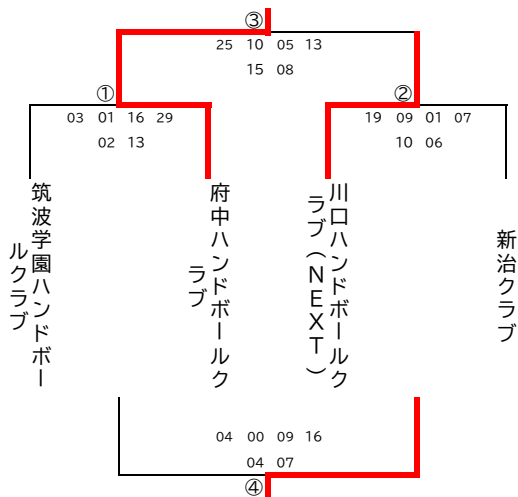 ③
25 10 05 13
15 08
①
03 01 16 29
02 13
②
19 09 01 07
10 06
筑波学園ハンドボー
ルクラブ
府中ハンドボールク
ラブ
川口ハンドボールク
ラブ（ＮＥＸＴ）
新治クラブ
04 00 09 16
04 07
④